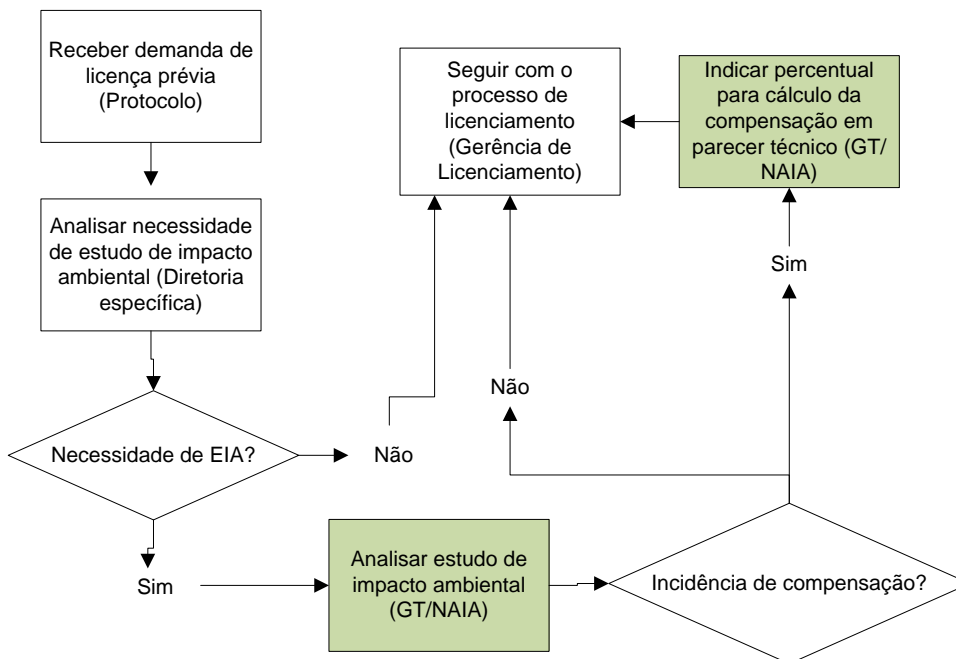 Receber demanda de
licença prévia
(Protocolo)
Analisar necessidade
de estudo de impacto
ambiental (Diretoria
específica)
Necessidade de EIA?
Não
Sim
Analisar estudo de
impacto ambiental
(GT/NAIA)
Incidência de compensação?
Não
Sim
Seguir com o
processo de
licenciamento
(Gerência de
Licenciamento)
Indicar percentual
para cálculo da
compensação em
parecer técnico (GT/
NAIA)